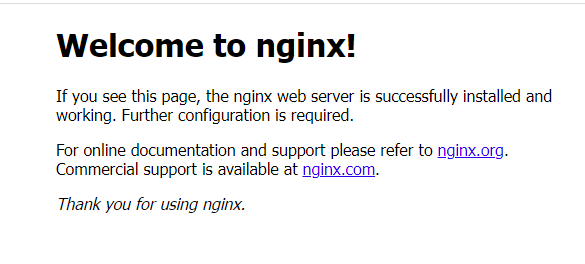 Welcome to nginx!
If you see this page, the nginx web server is successfully installed and
working. Further configuration is required.
For online documentation and support please refer to nginx.org.
Commercial support is available at nginx.com.
Thank you for using nginx.